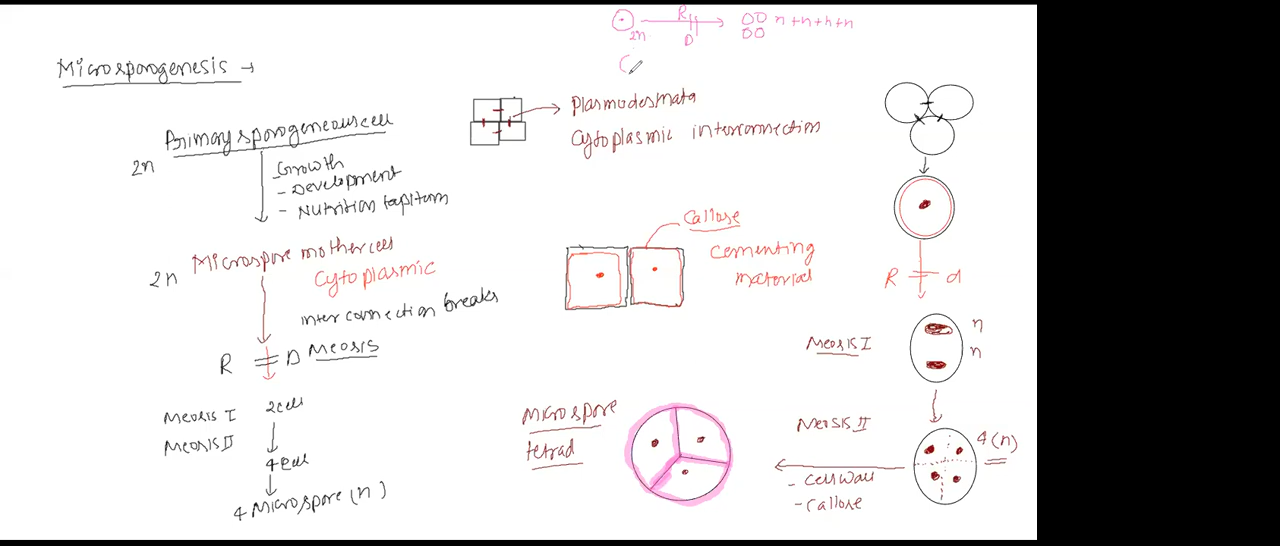 R
2n
D
n+n+n+n
Microsporogenesis →
Primary sporogeneous cell
2n
Growth
- Development
- Nutrition tapetum
2n
Microspore mother cell
Cytoplasmic
inter connection breaks
R D Meosis
Meosis I 2cell
Meosis II
4 cell
4 Microspore (n)
Plasmodesmata
Cytoplasmic interconnection
Callose
Cementing
material
R d
Meosis I
n
n
Meosis II
4(n)
- Cell Wall
- Callose
Microspore
tetrad